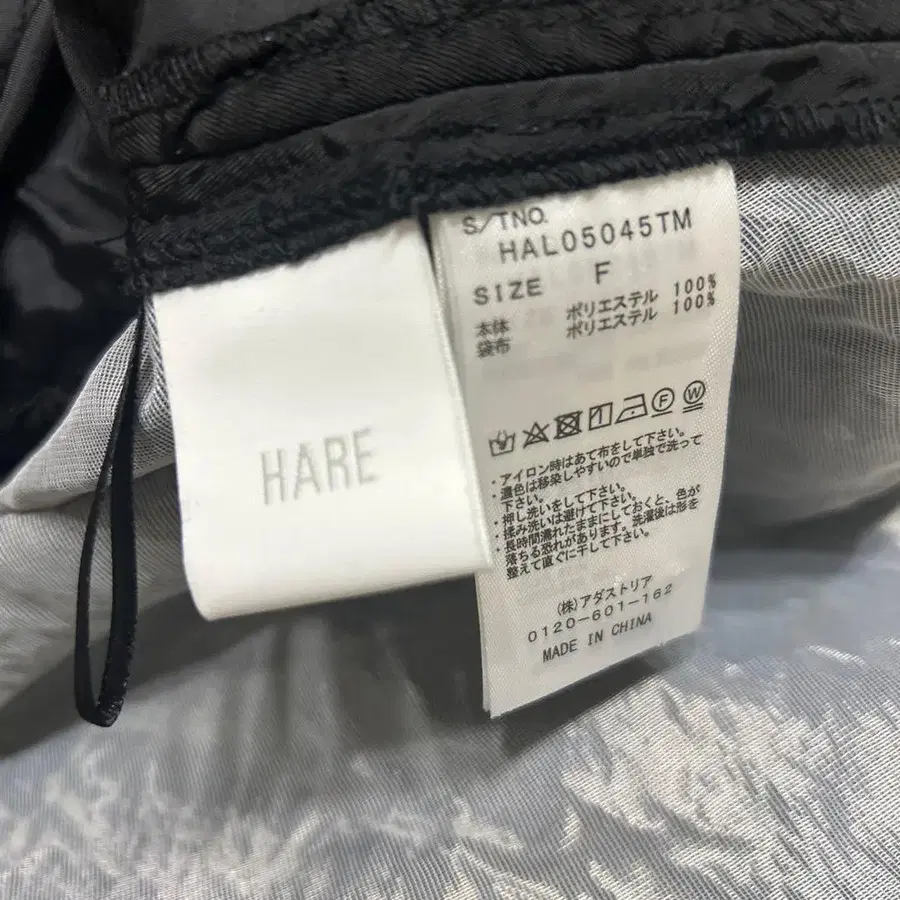 HARE
S/TNO.
HAL05045TM
SIZE F
本体 ポリエステル 100%
袋布 ポリエステル 100%
・アイロン時はあて布をして下さい。
・濃色は移染しやすいので単独で洗って
下さい。
・押し洗いをして下さい。
・揉み洗いは避けて下さい。
・長時間濡れたままにしておくと、色が
落ちる恐れがあります。洗濯後は形を
整えて直ぐに干して下さい。
(株)アダストリア
0120-601-162
MADE IN CHINA